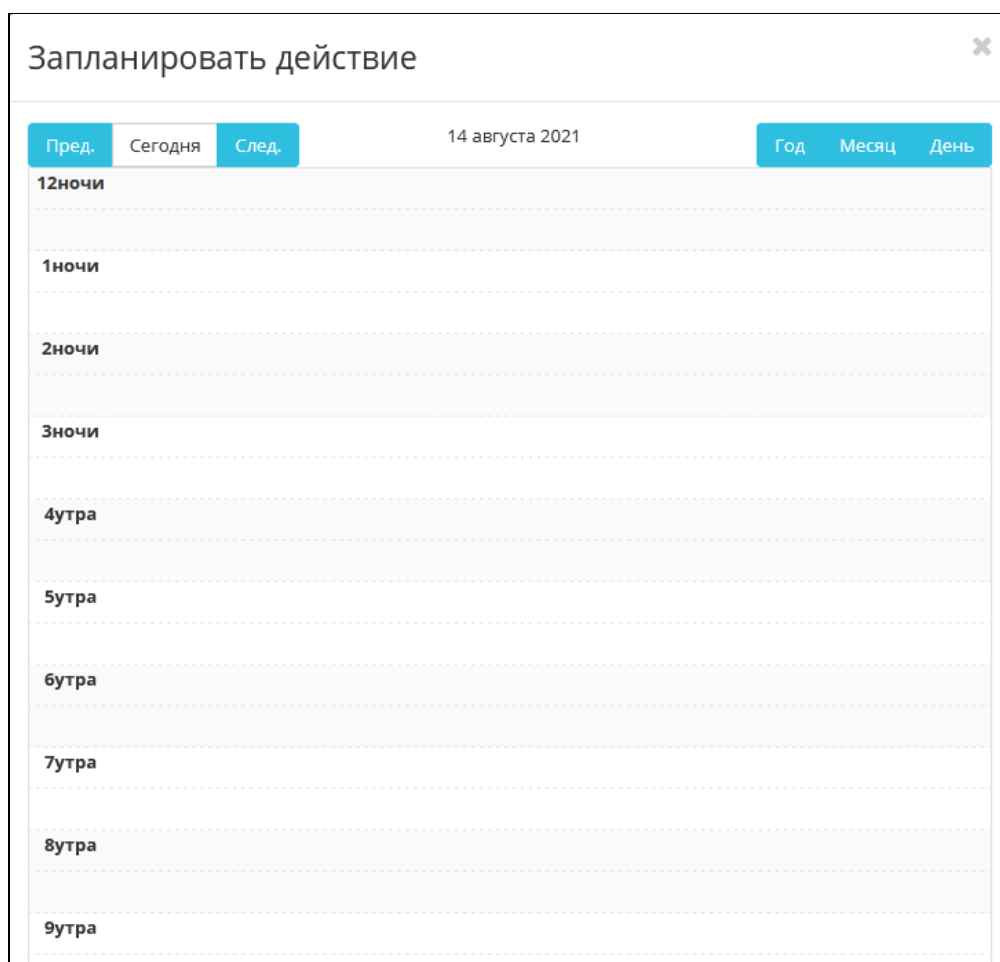 Запланировать действие
Пред. Сегодня След. 14 августа 2021 Год Месяц День
12ночи
1ночи
2ночи
3ночи
4утра
5утра
6утра
7утра
8утра
9утра